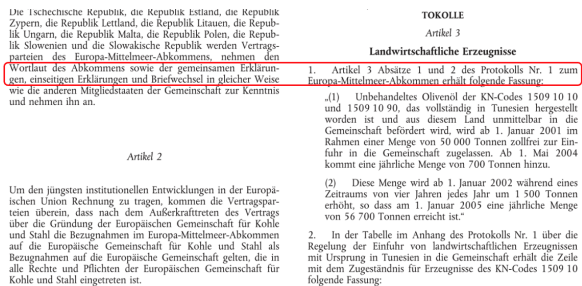 Die Tschechische Republik, die Republik Estland, die Republik
Zypern, die Republik Lettland, die Republik Litauen, die Repub-
lik Ungarn, die Republik Malta, die Republik Polen, die Repub-
lik Slowenien und die Slowakische Republik werden Vertrags-
parteien des Europa-Mittelmeer-Abkommens, nehmen den
Wortlaut des Abkommens sowie der gemeinsamen Erklärun-
gen, einseitigen Erklärungen und Briefwechsel in gleicher Weise
wie die anderen Mitgliedstaaten der Gemeinschaft zur Kenntnis
und nehmen ihn an.
Artikel 2
Um den jüngsten institutionellen Entwicklungen in der Europä-
ischen Union Rechnung zu tragen, kommen die Vertragspar-
teien überein, dass nach dem Außerkrafttreten des Vertrags
über die Gründung der Europäischen Gemeinschaft für Kohle
und Stahl die Bezugnahmen im Europa-Mittelmeer-Abkommen
auf die Europäische Gemeinschaft für Kohle und Stahl als
Bezugnahmen auf die Europäische Gemeinschaft gelten, die in
alle Rechte und Pflichten der Europäischen Gemeinschaft für
Kohle und Stahl eingetreten ist.
TOKOLLE
Artikel 3
Landwirtschaftliche Erzeugnisse
1. Artikel 3 Absätze 1 und 2 des Protokolls Nr. 1 zum
Europa-Mittelmeer-Abkommen erhält folgende Fassung:
„(1) Unbehandeltes Olivenöl der KN-Codes 1509 10 10
und 1509 10 90, das vollständig in Tunesien hergestellt
worden ist und aus diesem Land unmittelbar in die
Gemeinschaft befördert wird, wird ab 1. Januar 2001 im
Rahmen einer Menge von 50 000 Tonnen zollfrei zur Ein-
fuhr in die Gemeinschaft zugelassen. Ab 1. Mai 2004
kommt eine jährliche Menge von 700 Tonnen hinzu.
(2) Diese Menge wird ab 1. Januar 2002 während eines
Zeitraums von vier Jahren jedes Jahr um 1 500 Tonnen
erhöht, so dass am 1. Januar 2005 eine jährliche Menge
von 56 700 Tonnen erreicht ist.“
2. In der Tabelle im Anhang des Protokolls Nr. 1 über die
Regelung der Einfuhr von landwirtschaftlichen Erzeugnissen
mit Ursprung in Tunesien in die Gemeinschaft erhält die Zeile
mit dem Zugeständnis für Erzeugnisse des KN-Codes 1509 10
folgende Fassung: